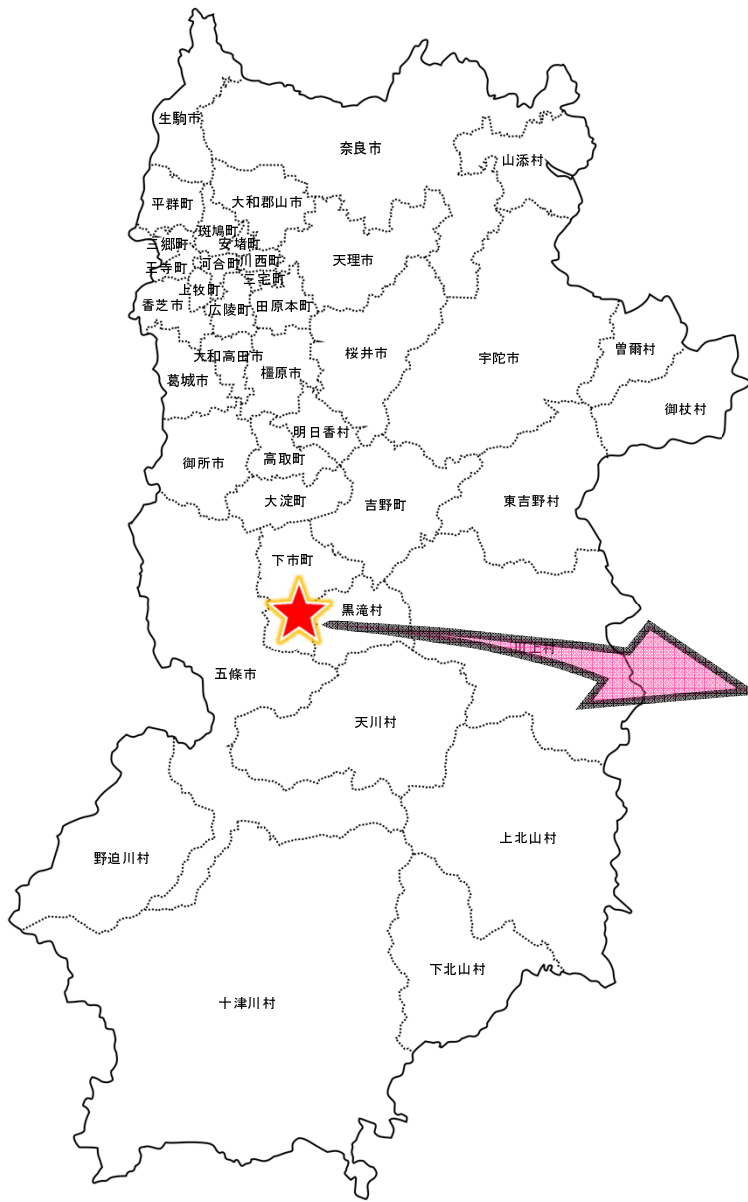 生駒市
奈良市
山添村
平群町
大和郡山市
斑鳩町
三郷町
安堵町
王寺町
河合町
川西町
天理市
三宅町
上牧町
香芝市
広陵町
田原本町
桜井市
宇陀市
曽爾村
大和高田市
葛城市
橿原市
御杖村
明日香村
御所市
高取町
大淀町
吉野町
東吉野村
下市町
黒滝村
川上村
五條市
天川村
上北山村
野迫川村
下北山村
十津川村